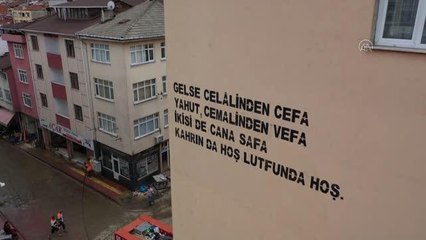 GELSE CELÂLİNDEN CEFA
YAHUT, CEMALİNDEN VEFA
İKİSİ DE CANA SAFA
KAHRIN DA HOŞ LUTFUNDA HOŞ.